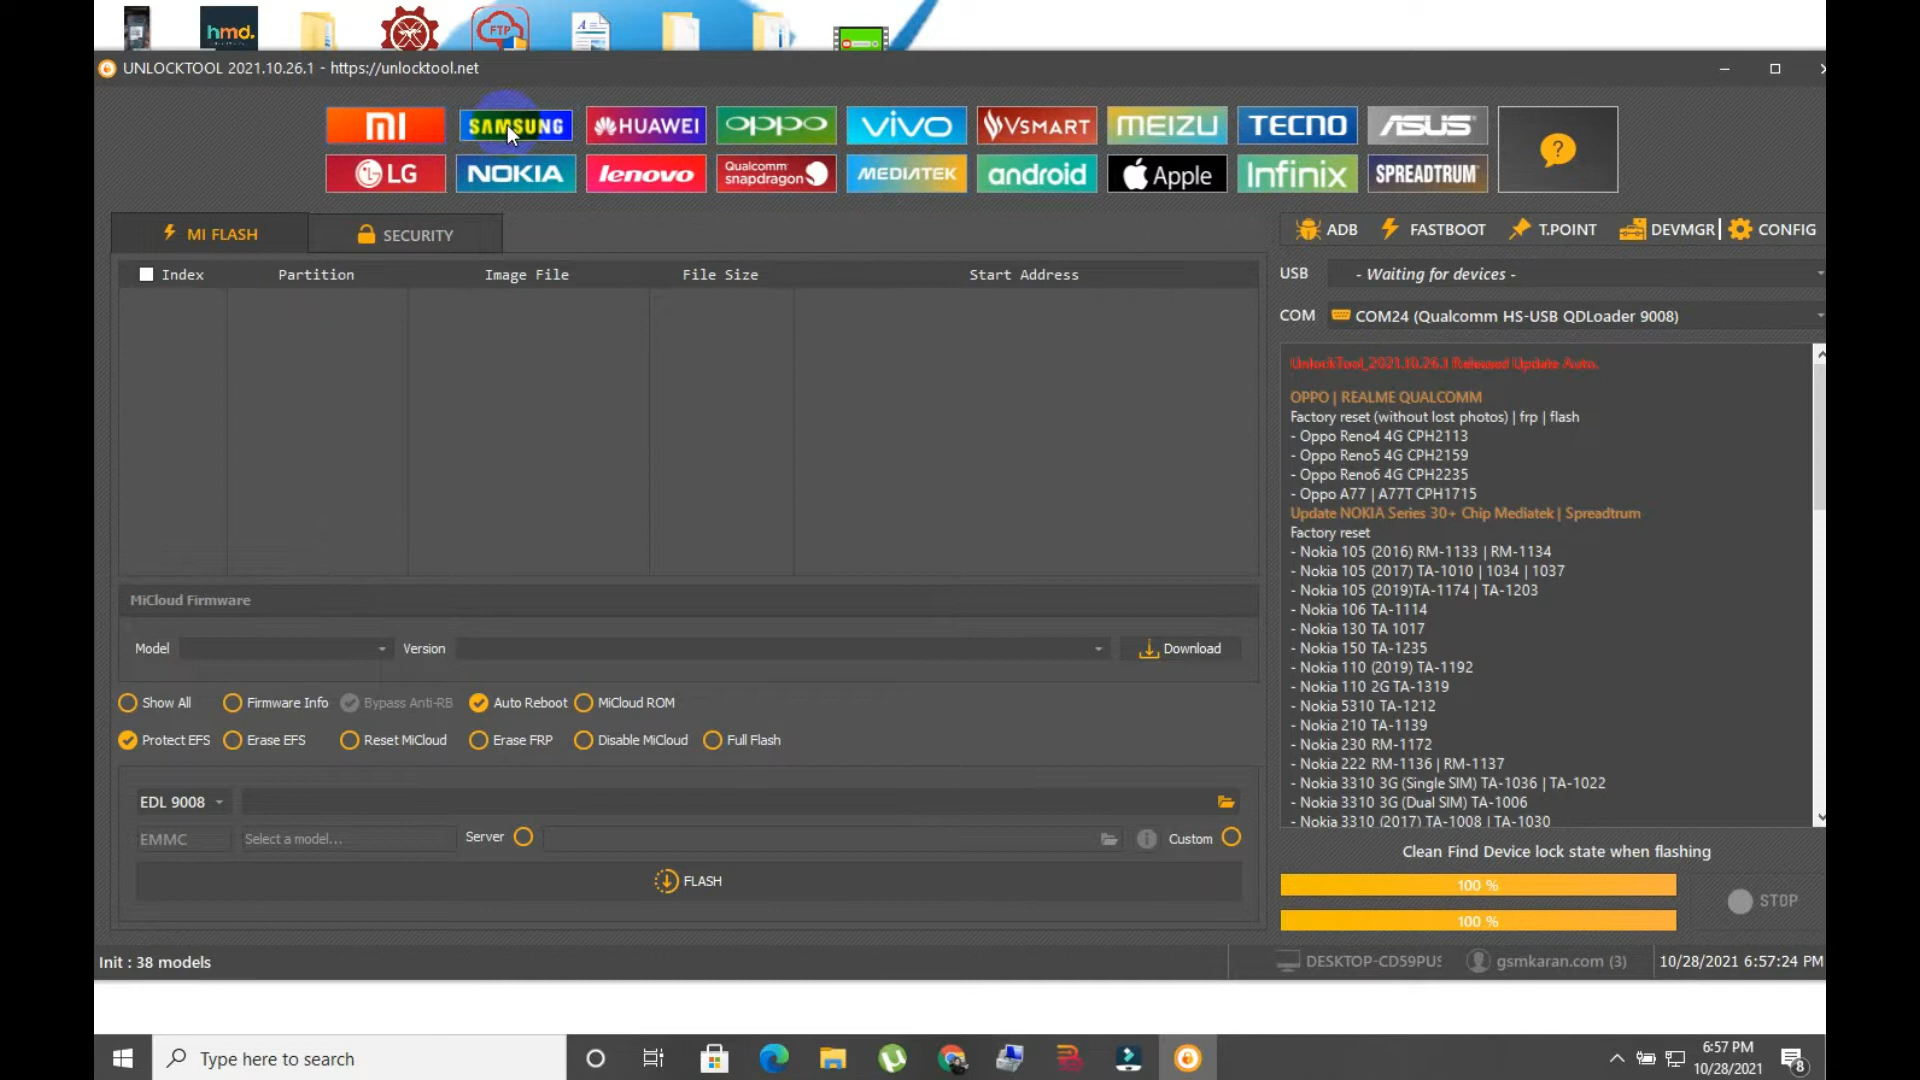 hmd.
FTP
UNLOCKTOOL 2021.10.26.1 - https://unlocktool.net
MI
SAMSUNG
HUAWEI
oppo
vivo
VSMART
MEIZU
TECNO
ASUS
?
LG
NOKIA
lenovo
Qualcomm
snapdragon
MEDIATEK
android
Apple
Infinix
SPREADTRUM
MI FLASH
SECURITY
ADB
FASTBOOT
T.POINT
DEVMGR
CONFIG
Index
Partition
Image File
File Size
Start Address
USB
- Waiting for devices -
COM
COM24 (Qualcomm HS-USB QDLoader 9008)
UnlockTool_2021.10.26.1 Released Update Auto.
OPPO | REALME QUALCOMM
Factory reset (without lost photos) | frp | flash
- Oppo Reno4 4G CPH2113
- Oppo Reno5 4G CPH2159
- Oppo Reno6 4G CPH2235
- Oppo A77 | A77T CPH1715
Update NOKIA Series 30+ Chip Mediatek | Spreadtrum
Factory reset
- Nokia 105 (2016) RM-1133 | RM-1134
- Nokia 105 (2017) TA-1010 | 1034 | 1037
- Nokia 105 (2019)TA-1174 | TA-1203
- Nokia 106 TA-1114
- Nokia 130 TA 1017
- Nokia 150 TA-1235
- Nokia 110 (2019) TA-1192
- Nokia 110 2G TA-1319
- Nokia 5310 TA-1212
- Nokia 210 TA-1139
- Nokia 230 RM-1172
- Nokia 222 RM-1136 | RM-1137
- Nokia 3310 3G (Single SIM) TA-1036 | TA-1022
- Nokia 3310 3G (Dual SIM) TA-1006
- Nokia 3310 (2017) TA-1008 | TA-1030
MiCloud Firmware
Model
Version
Download
Show All
Firmware Info
Bypass Anti-RB
Auto Reboot
MiCloud ROM
Protect EFS
Erase EFS
Reset MiCloud
Erase FRP
Disable MiCloud
Full Flash
EDL 9008
EMMC
Select a model...
Server
Custom
FLASH
Clean Find Device lock state when flashing
100 %
100 %
STOP
Init : 38 models
DESKTOP-CD59PUS
gsmkaran.com (3)
10/28/2021 6:57:24 PM
Type here to search
6:57 PM
10/28/2021
8